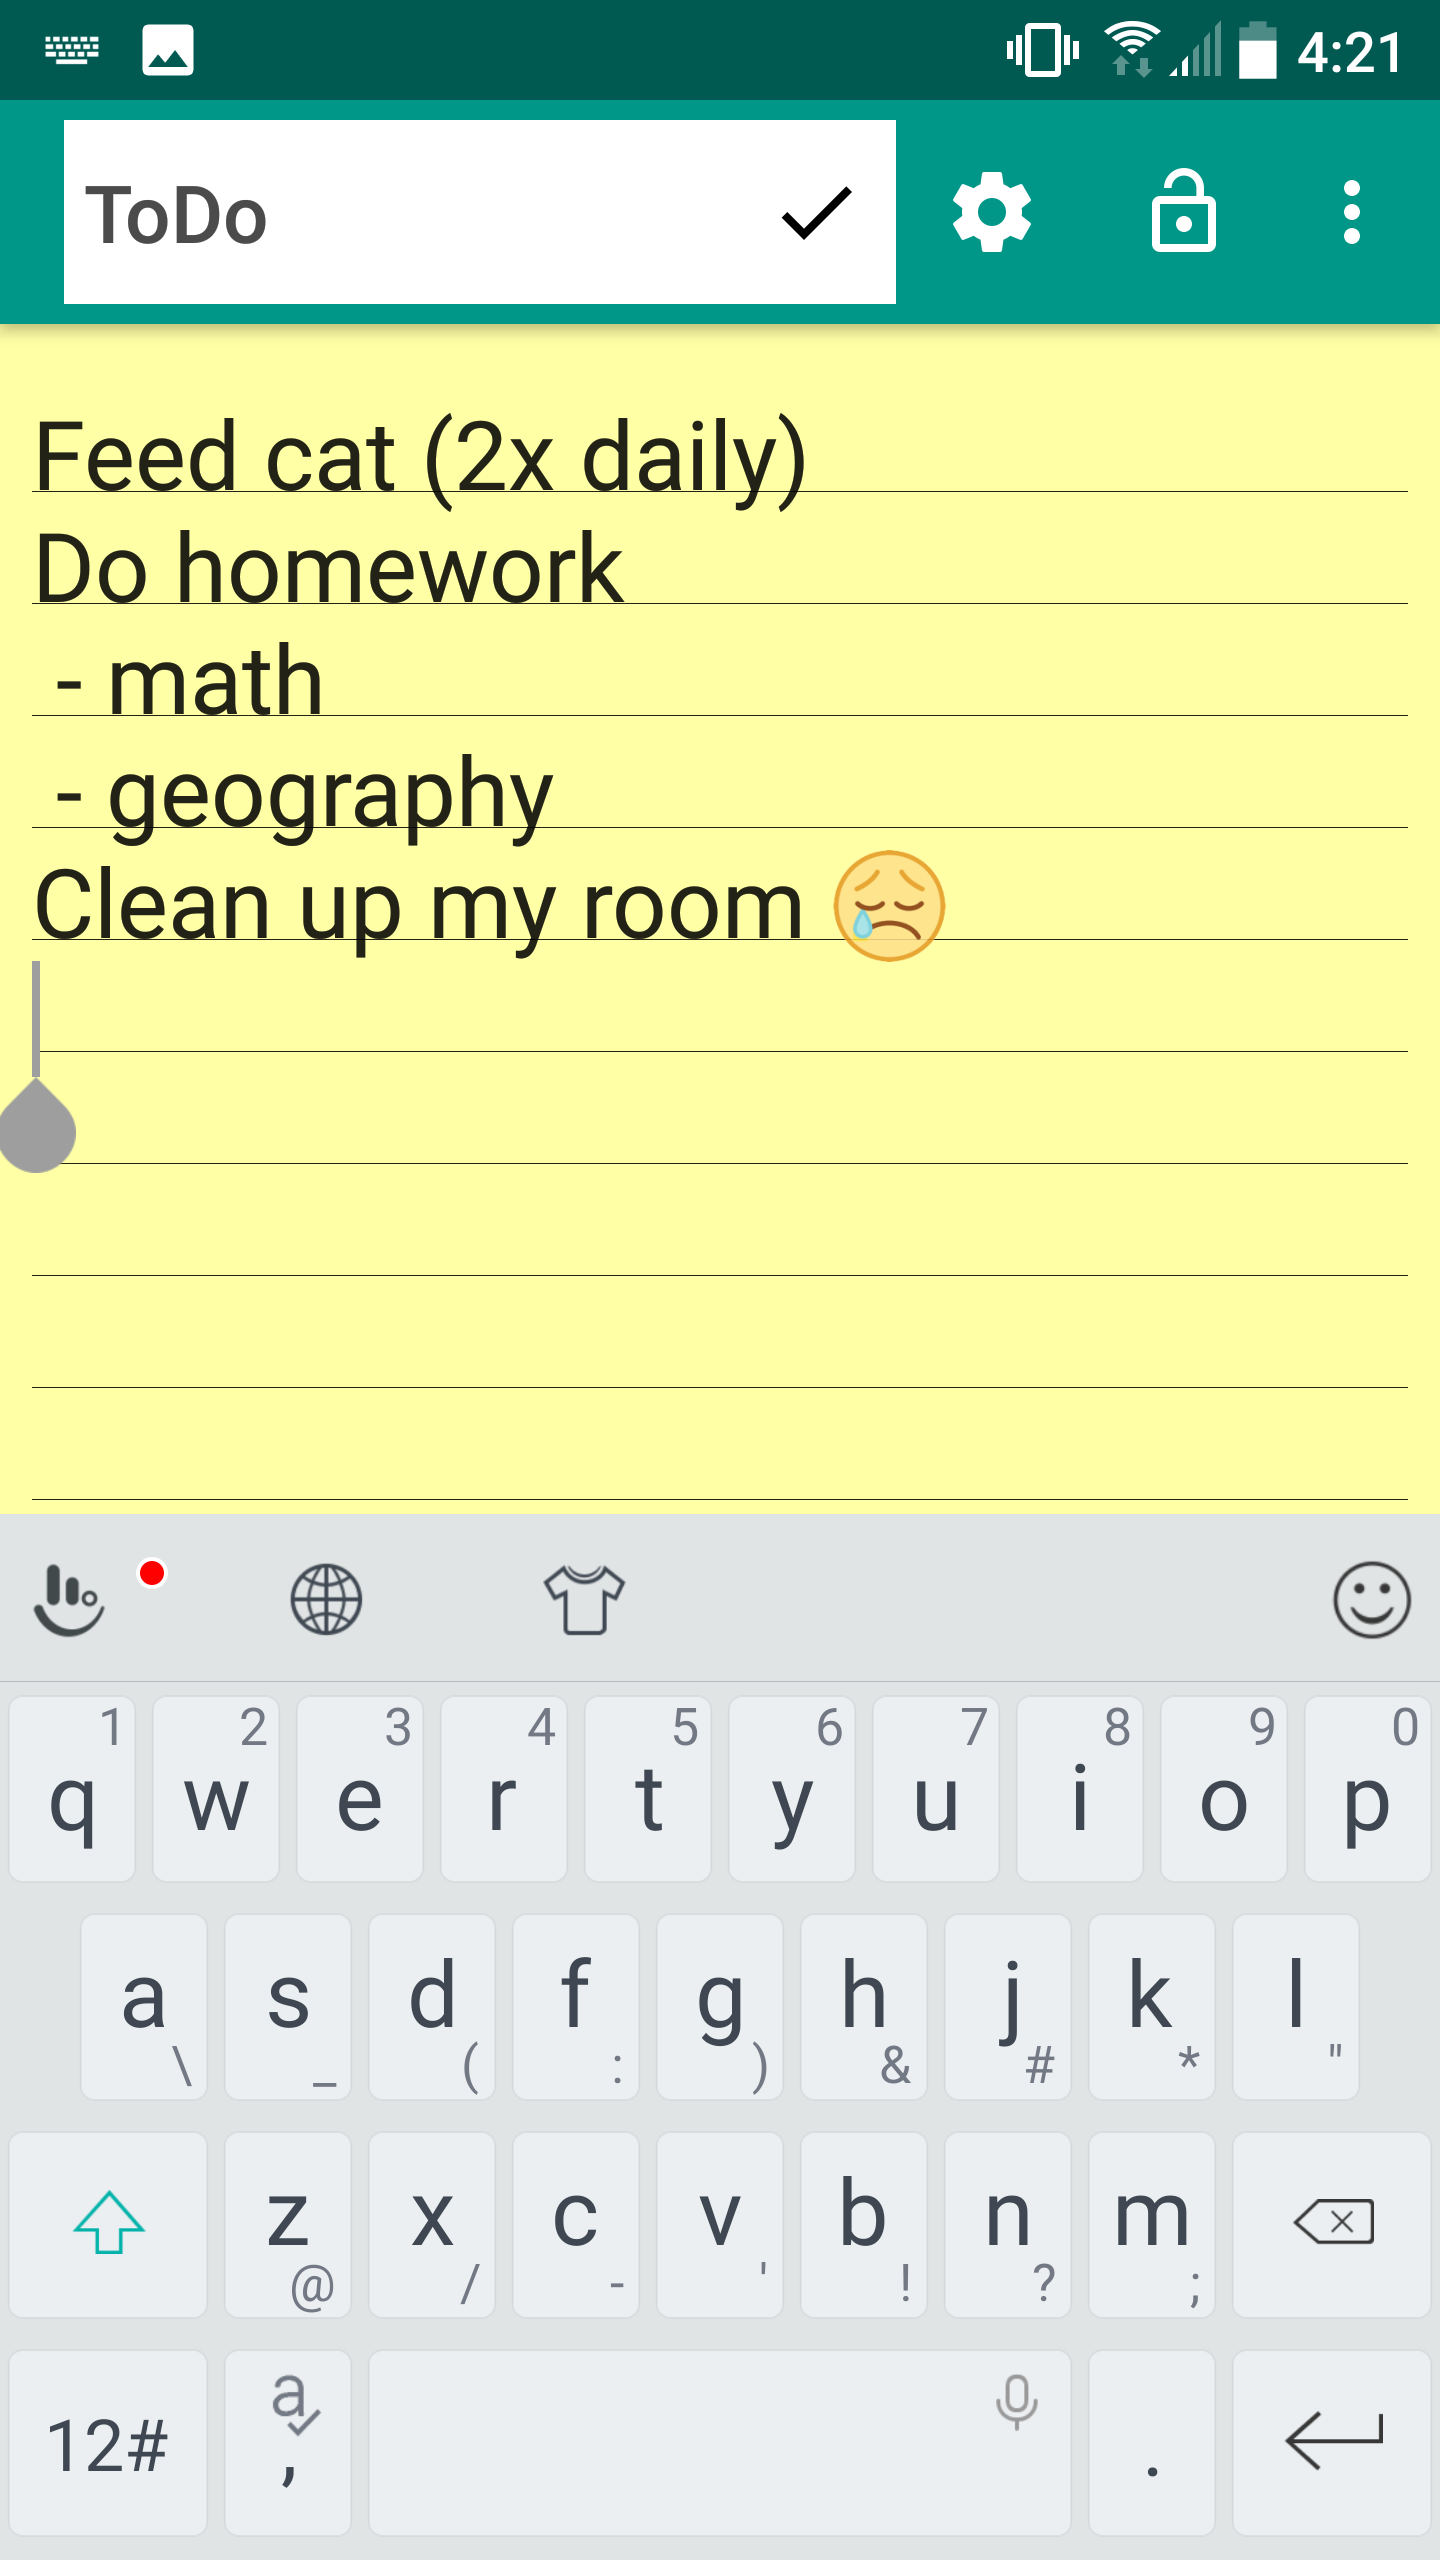 4:21
ToDo
Feed cat (2x daily)
Do homework
- math
- geography
Clean up my room 😢
1 2 3 4 5 6 7 8 9 0
q w e r t y u i o p
a s d f g h j k l
\ _ ( : ) & # * "
z x c v b n m
@ / - ' ! ? ;
12# a , .